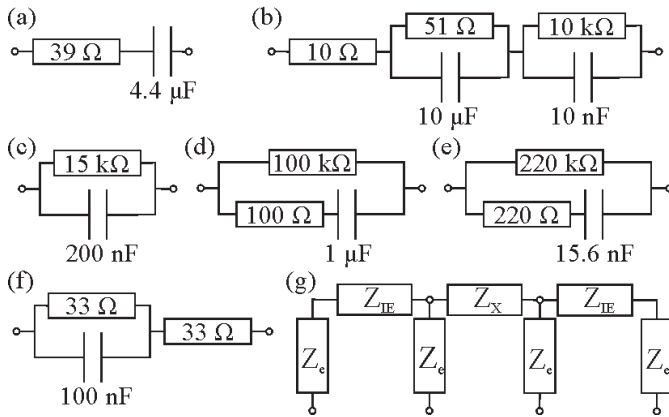 (a)
39 Ω
4.4 µF
(b)
10 Ω
51 Ω
10 µF
10 kΩ
10 nF
(c)
15 kΩ
200 nF
(d)
100 kΩ
100 Ω
1 µF
(e)
220 kΩ
220 Ω
15.6 nF
(f)
33 Ω
100 nF
33 Ω
(g)
Z_IE
Z_X
Z_IE
Z_e
Z_e
Z_e
Z_e